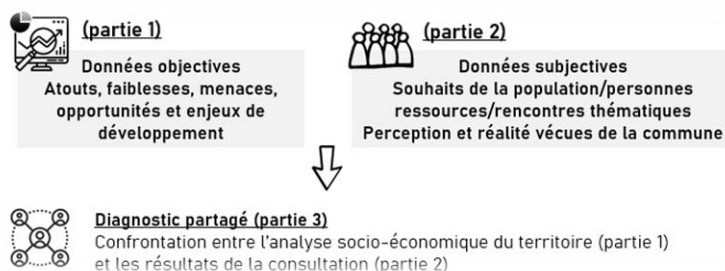 (partie 1)
Données objectives
Atouts, faiblesses, menaces,
opportunités et enjeux de
développement
(partie 2)
Données subjectives
Souhaits de la population/personnes
ressources/rencontres thématiques
Perception et réalité vécues de la commune
Diagnostic partagé (partie 3)
Confrontation entre l'analyse socio-économique du territoire (partie 1)
et les résultats de la consultation (partie 2)